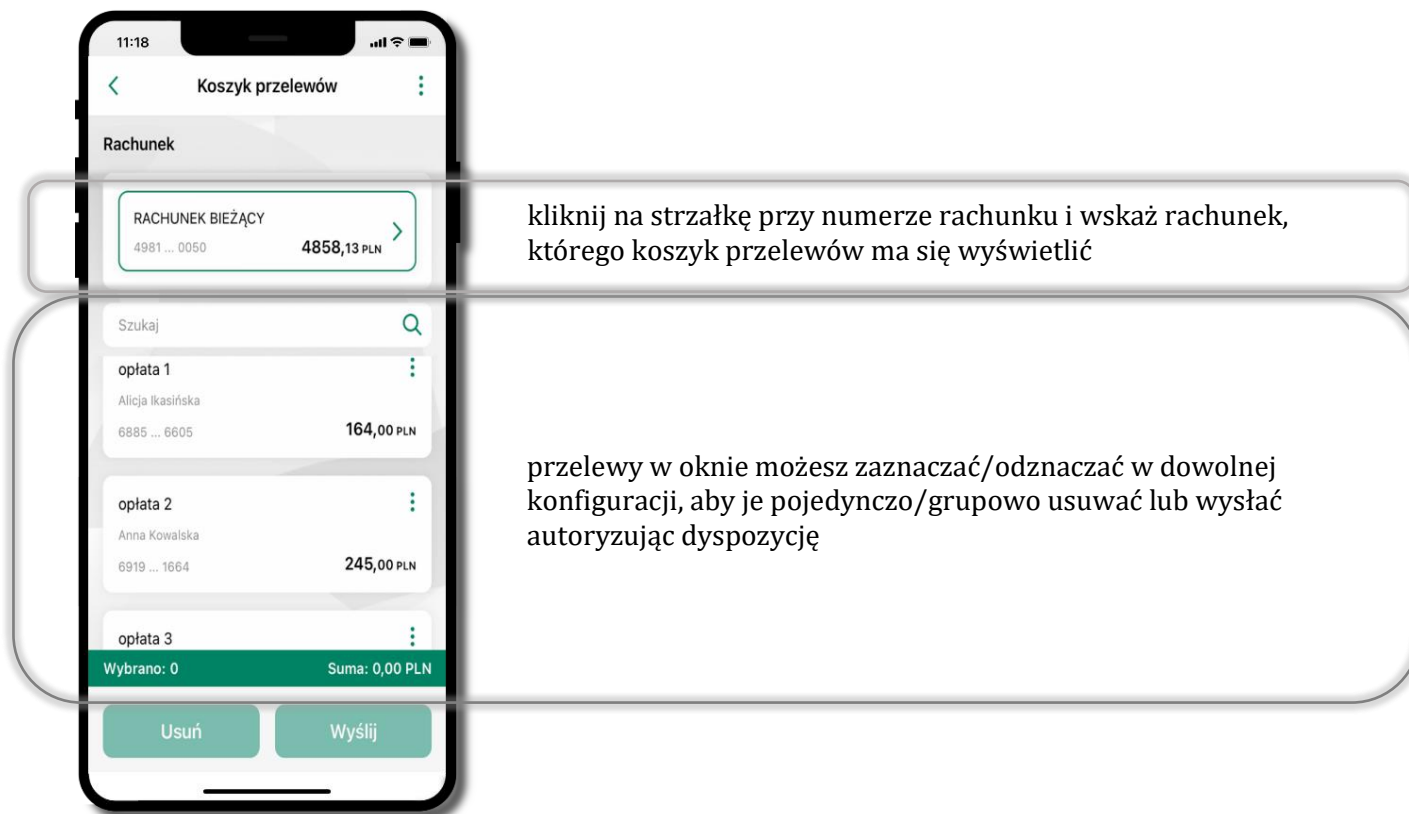 11:18
Koszyk przelewów
Rachunek
RACHUNEK BIEŻĄCY
4981 ... 0050 4858,13 PLN
kliknij na strzałkę przy numerze rachunku i wskaż rachunek,
którego koszyk przelewów ma się wyświetlić
Szukaj
opłata 1
Alicja Ikasińska
6885 ... 6605 164,00 PLN
opłata 2
Anna Kowalska
6919 ... 1664 245,00 PLN
przelewy w oknie możesz zaznaczać/odznaczać w dowolnej
konfiguracji, aby je pojedynczo/grupowo usuwać lub wysłać
autoryzując dyspozycję
opłata 3
Wybrano: 0 Suma: 0,00 PLN
Usuń Wyślij